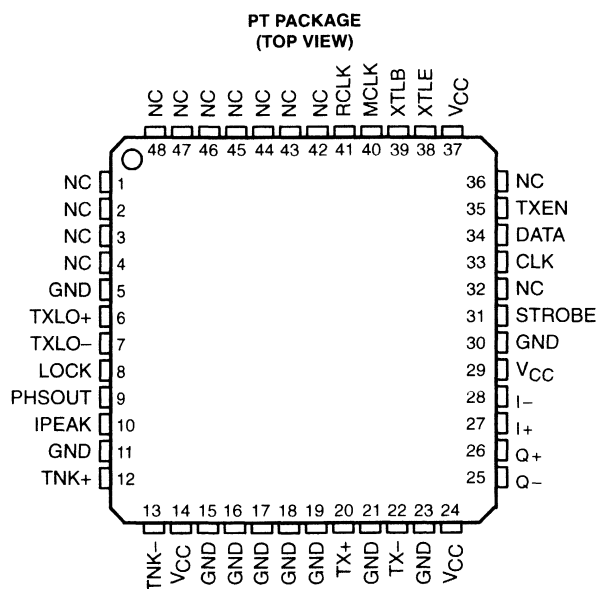 PT PACKAGE
(TOP VIEW)
NC NC NC NC NC NC NC RCLK MCLK XTLB XTLE VCC
48 47 46 45 44 43 42 41 40 39 38 37
NC 1 36 NC
NC 2 35 TXEN
NC 3 34 DATA
NC 4 33 CLK
GND 5 32 NC
TXLO+ 6 31 STROBE
TXLO− 7 30 GND
LOCK 8 29 VCC
PHSOUT 9 28 I−
IPEAK 10 27 I+
GND 11 26 Q+
TNK+ 12 25 Q−
13 14 15 16 17 18 19 20 21 22 23 24
TNK− VCC GND GND GND GND GND TX+ GND TX− GND VCC